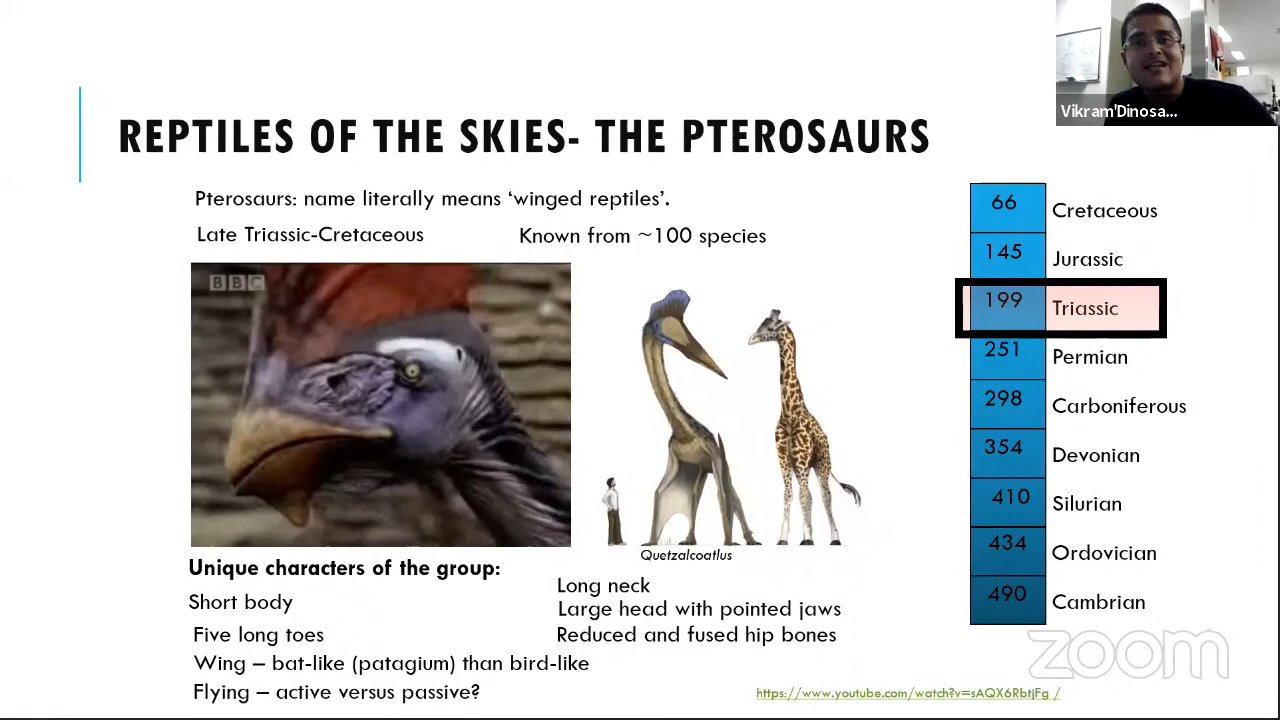 Vikram'Dinosa...
REPTILES OF THE SKIES- THE PTEROSAURS
Pterosaurs: name literally means ‘winged reptiles’.
Late Triassic-Cretaceous
Known from ~100 species
BBC
Quetzalcoatlus
Unique characters of the group:
Short body
Five long toes
Wing – bat-like (patagium) than bird-like
Flying – active versus passive?
Long neck
Large head with pointed jaws
Reduced and fused hip bones
66 Cretaceous
145 Jurassic
199 Triassic
251 Permian
298 Carboniferous
354 Devonian
410 Silurian
434 Ordovician
490 Cambrian
https://www.youtube.com/watch?v=sAQX6RbtjFg /
zoom